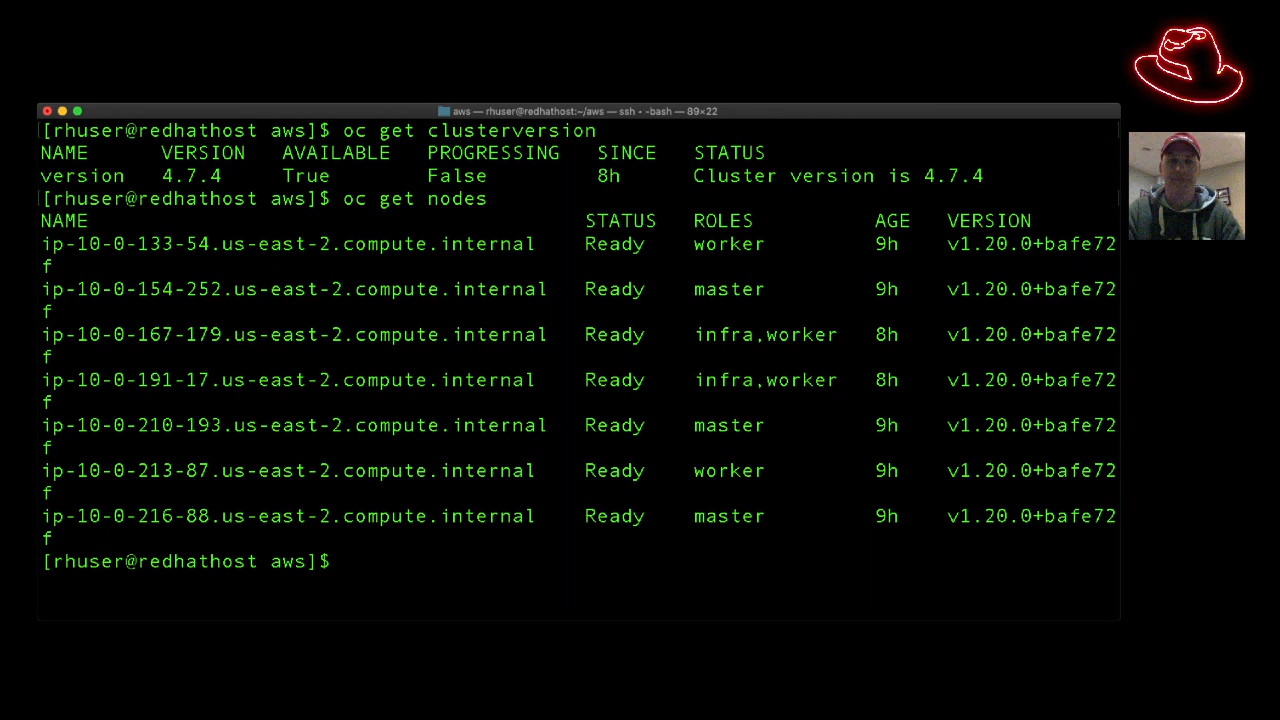 aws — rhuser@redhathost:~/aws — ssh • -bash — 89×22
[rhuser@redhathost aws]$ oc get clusterversion
NAME VERSION AVAILABLE PROGRESSING SINCE STATUS
version 4.7.4 True False 8h Cluster version is 4.7.4
[rhuser@redhathost aws]$ oc get nodes
NAME STATUS ROLES AGE VERSION
ip-10-0-133-54.us-east-2.compute.internal Ready worker 9h v1.20.0+bafe72
f
ip-10-0-154-252.us-east-2.compute.internal Ready master 9h v1.20.0+bafe72
f
ip-10-0-167-179.us-east-2.compute.internal Ready infra,worker 8h v1.20.0+bafe72
f
ip-10-0-191-17.us-east-2.compute.internal Ready infra,worker 8h v1.20.0+bafe72
f
ip-10-0-210-193.us-east-2.compute.internal Ready master 9h v1.20.0+bafe72
f
ip-10-0-213-87.us-east-2.compute.internal Ready worker 9h v1.20.0+bafe72
f
ip-10-0-216-88.us-east-2.compute.internal Ready master 9h v1.20.0+bafe72
f
[rhuser@redhathost aws]$